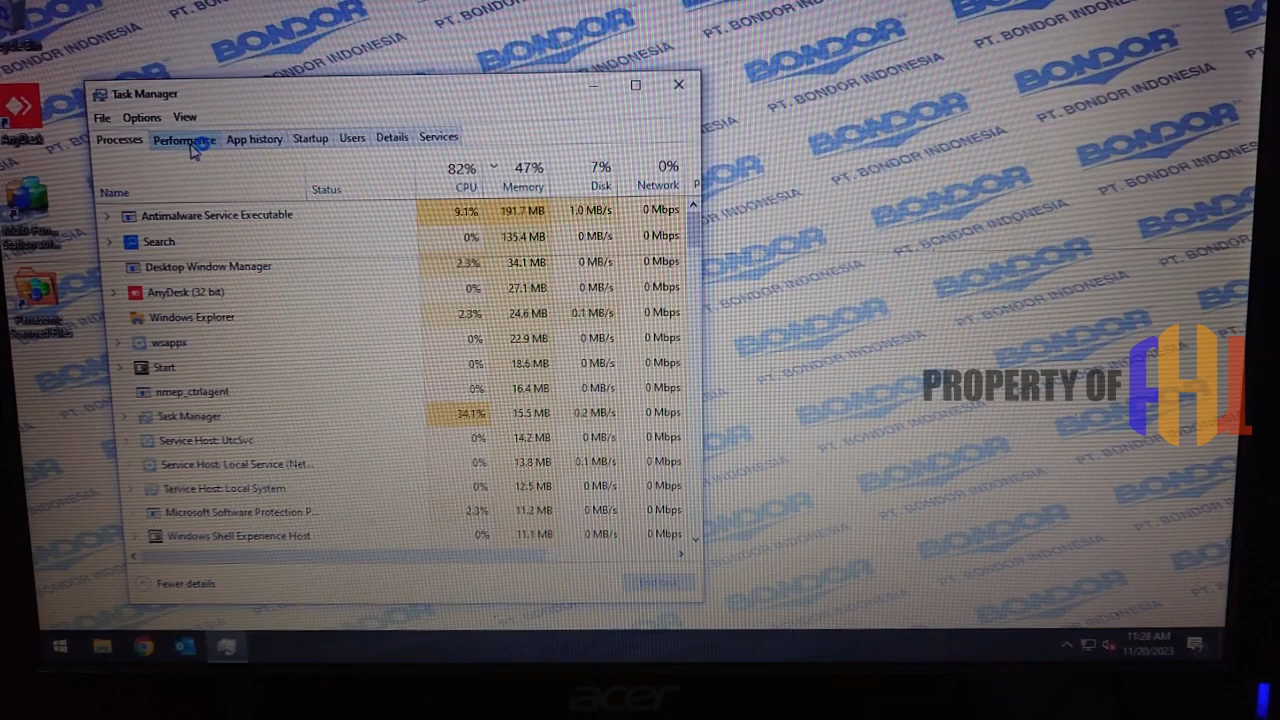 BONDOR
PT. BONDOR INDONESIA
Task Manager
File Options View
Processes Performance App history Startup Users Details Services
82% 47% 7% 0%
Name Status CPU Memory Disk Network P
Antimalware Service Executable 9.1% 191.7 MB 1.0 MB/s 0 Mbps
Search 0% 135.4 MB 0 MB/s 0 Mbps
Desktop Window Manager 2.3% 34.1 MB 0 MB/s 0 Mbps
AnyDesk (32 bit) 0% 27.1 MB 0 MB/s 0 Mbps
Windows Explorer 2.3% 24.6 MB 0.1 MB/s 0 Mbps
wsappx 0% 22.9 MB 0 MB/s 0 Mbps
Start 0% 18.6 MB 0 MB/s 0 Mbps
nmep_ctrlagent 0% 16.4 MB 0 MB/s 0 Mbps
Task Manager 34.1% 15.5 MB 0.2 MB/s 0 Mbps
Service Host: UtcSvc 0% 14.2 MB 0 MB/s 0 Mbps
Service Host: Local Service (Net... 0% 13.8 MB 0.1 MB/s 0 Mbps
Service Host: Local System 0% 12.5 MB 0 MB/s 0 Mbps
Microsoft Software Protection P... 2.3% 11.2 MB 0 MB/s 0 Mbps
Windows Shell Experience Host 0% 11.1 MB 0 MB/s 0 Mbps
Fewer details
PROPERTY OF
AnyDesk
11:28 AM
11/20/2023
acer